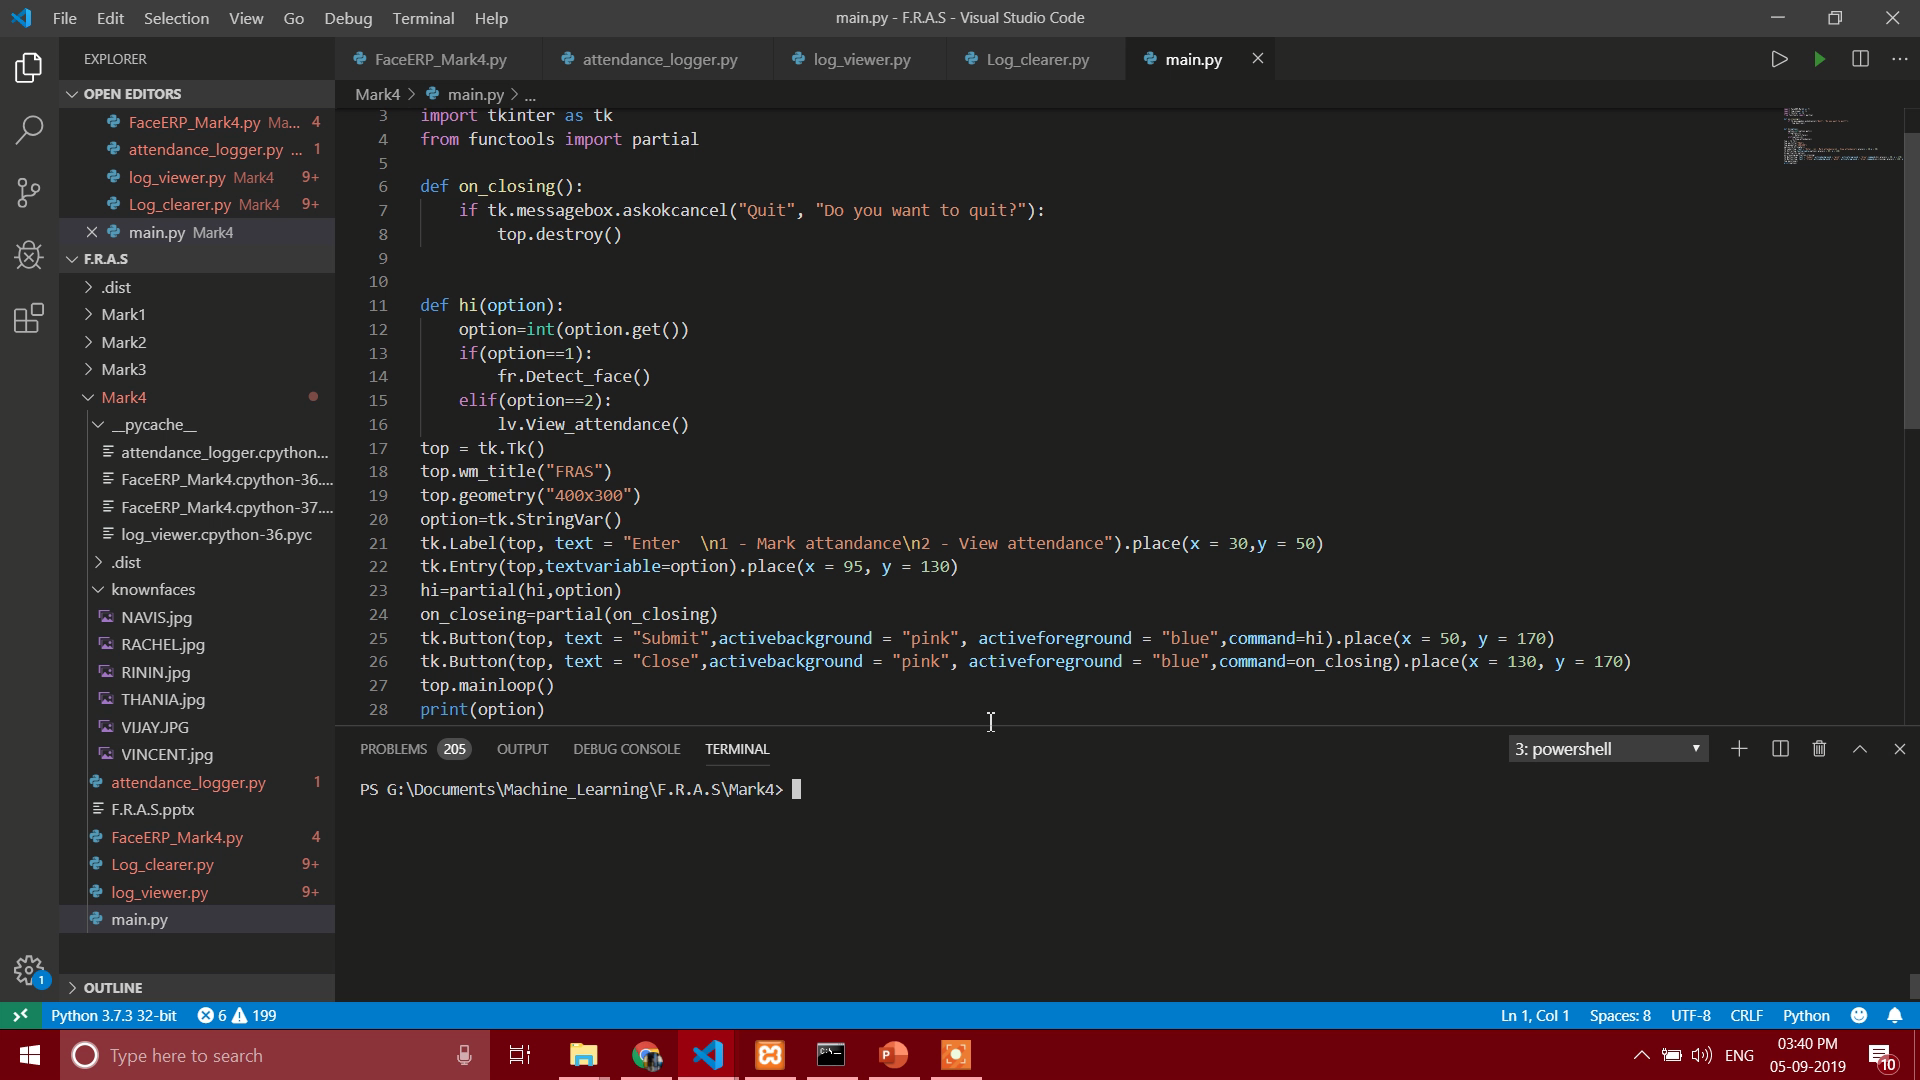 File Edit Selection View Go Debug Terminal Help
main.py - F.R.A.S - Visual Studio Code
EXPLORER
OPEN EDITORS
FaceERP_Mark4.py Ma... 4
attendance_logger.py ... 1
log_viewer.py Mark4 9+
Log_clearer.py Mark4 9+
main.py Mark4
F.R.A.S
.dist
Mark1
Mark2
Mark3
Mark4
__pycache__
attendance_logger.cpython...
FaceERP_Mark4.cpython-36....
FaceERP_Mark4.cpython-37....
log_viewer.cpython-36.pyc
.dist
knownfaces
NAVIS.jpg
RACHEL.jpg
RININ.jpg
THANIA.jpg
VIJAY.JPG
VINCENT.jpg
attendance_logger.py 1
F.R.A.S.pptx
FaceERP_Mark4.py 4
Log_clearer.py 9+
log_viewer.py 9+
main.py
OUTLINE
FaceERP_Mark4.py attendance_logger.py log_viewer.py Log_clearer.py main.py
Mark4 > main.py > ...
3 import tkinter as tk
4 from functools import partial
5
6 def on_closing():
7 if tk.messagebox.askokcancel("Quit", "Do you want to quit?"):
8 top.destroy()
9
10
11 def hi(option):
12 option=int(option.get())
13 if(option==1):
14 fr.Detect_face()
15 elif(option==2):
16 lv.View_attendance()
17 top = tk.Tk()
18 top.wm_title("FRAS")
19 top.geometry("400x300")
20 option=tk.StringVar()
21 tk.Label(top, text = "Enter  \n1 - Mark attandance\n2 - View attendance").place(x = 30,y = 50)
22 tk.Entry(top,textvariable=option).place(x = 95, y = 130)
23 hi=partial(hi,option)
24 on_closeing=partial(on_closing)
25 tk.Button(top, text = "Submit",activebackground = "pink", activeforeground = "blue",command=hi).place(x = 50, y = 170)
26 tk.Button(top, text = "Close",activebackground = "pink", activeforeground = "blue",command=on_closing).place(x = 130, y = 170)
27 top.mainloop()
28 print(option)
PROBLEMS 205 OUTPUT DEBUG CONSOLE TERMINAL 3: powershell
PS G:\Documents\Machine_Learning\F.R.A.S\Mark4>
1
Python 3.7.3 32-bit 6 199 Ln 1, Col 1 Spaces: 8 UTF-8 CRLF Python
Type here to search
ENG
03:40 PM
05-09-2019
10